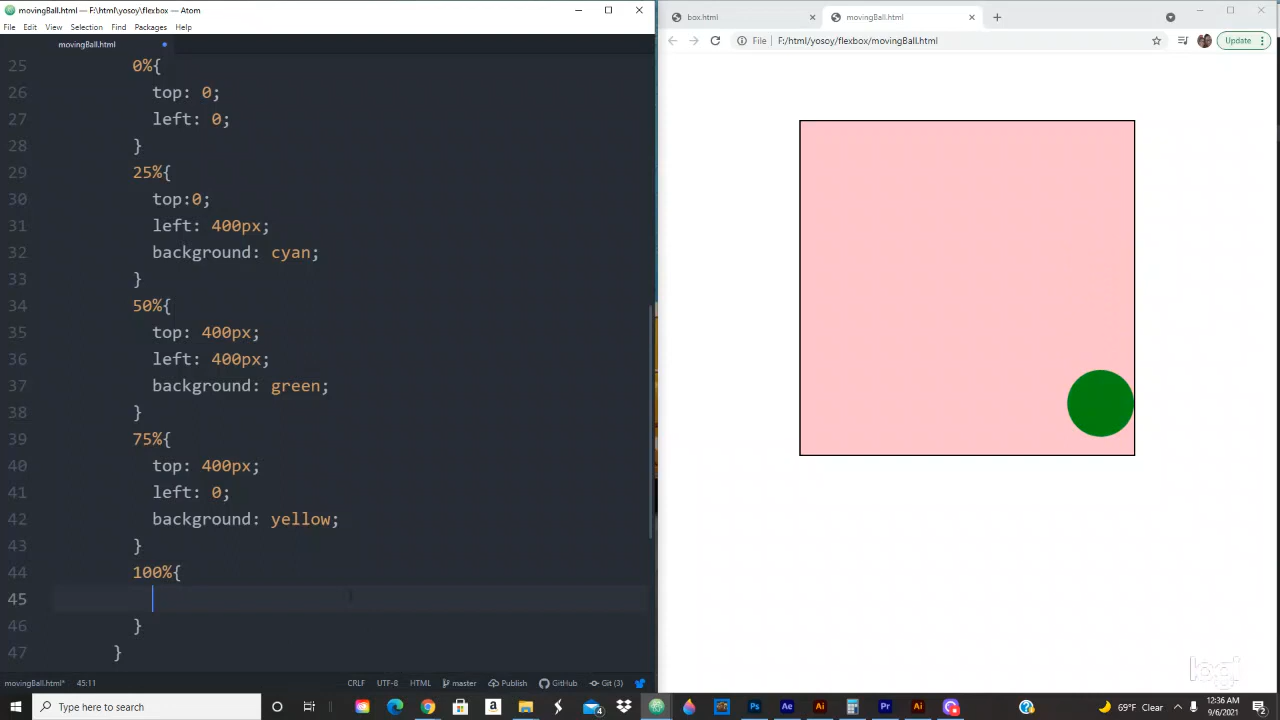 movingBall.html — F:\html\yosoy\flexbox — Atom
File Edit View Selection Find Packages Help
movingBall.html
25 0%{
26 top: 0;
27 left: 0;
28 }
29 25%{
30 top:0;
31 left: 400px;
32 background: cyan;
33 }
34 50%{
35 top: 400px;
36 left: 400px;
37 background: green;
38 }
39 75%{
40 top: 400px;
41 left: 0;
42 background: yellow;
43 }
44 100%{
45
46 }
47 }
movingBall.html* 45:11 CRLF UTF-8 HTML master Publish GitHub Git (3)
box.html movingBall.html
File F:/html/yosoy/flexbox/movingBall.html Update
Type here to search
69°F Clear
12:36 AM
9/6/2021